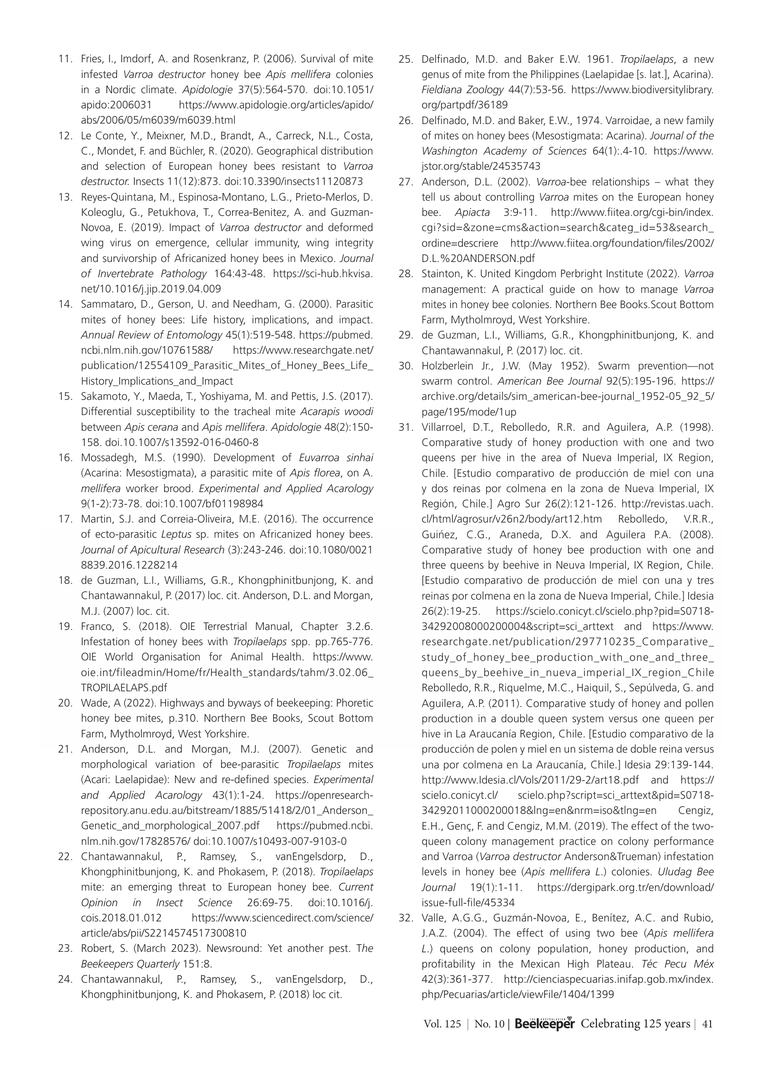 11. Fries, I., Imdorf, A. and Rosenkranz, P. (2006). Survival of mite
infested Varroa destructor honey bee Apis mellifera colonies
in a Nordic climate. Apidologie 37(5):564-570. doi:10.1051/
apido:2006031 https://www.apidologie.org/articles/apido/
abs/2006/05/m6039/m6039.html
12. Le Conte, Y., Meixner, M.D., Brandt, A., Carreck, N.L., Costa,
C., Mondet, F. and Büchler, R. (2020). Geographical distribution
and selection of European honey bees resistant to Varroa
destructor. Insects 11(12):873. doi:10.3390/insects11120873
13. Reyes-Quintana, M., Espinosa-Montano, L.G., Prieto-Merlos, D.
Koleoglu, G., Petukhova, T., Correa-Benitez, A. and Guzman-
Novoa, E. (2019). Impact of Varroa destructor and deformed
wing virus on emergence, cellular immunity, wing integrity
and survivorship of Africanized honey bees in Mexico. Journal
of Invertebrate Pathology 164:43-48. https://sci-hub.hkvisa.
net/10.1016/j.jip.2019.04.009
14. Sammataro, D., Gerson, U. and Needham, G. (2000). Parasitic
mites of honey bees: Life history, implications, and impact.
Annual Review of Entomology 45(1):519-548. https://pubmed.
ncbi.nlm.nih.gov/10761588/ https://www.researchgate.net/
publication/12554109_Parasitic_Mites_of_Honey_Bees_Life_
History_Implications_and_Impact
15. Sakamoto, Y., Maeda, T., Yoshiyama, M. and Pettis, J.S. (2017).
Differential susceptibility to the tracheal mite Acarapis woodi
between Apis cerana and Apis mellifera. Apidologie 48(2):150-
158. doi.10.1007/s13592-016-0460-8
16. Mossadegh, M.S. (1990). Development of Euvarroa sinhai
(Acarina: Mesostigmata), a parasitic mite of Apis florea, on A.
mellifera worker brood. Experimental and Applied Acarology
9(1-2):73-78. doi:10.1007/bf01198984
17. Martin, S.J. and Correia-Oliveira, M.E. (2016). The occurrence
of ecto-parasitic Leptus sp. mites on Africanized honey bees.
Journal of Apicultural Research (3):243-246. doi:10.1080/0021
8839.2016.1228214
18. de Guzman, L.I., Williams, G.R., Khongphinitbunjong, K. and
Chantawannakul, P. (2017) loc. cit. Anderson, D.L. and Morgan,
M.J. (2007) loc. cit.
19. Franco, S. (2018). OIE Terrestrial Manual, Chapter 3.2.6.
Infestation of honey bees with Tropilaelaps spp. pp.765-776.
OIE World Organisation for Animal Health. https://www.
oie.int/fileadmin/Home/fr/Health_standards/tahm/3.02.06_
TROPILAELAPS.pdf
20. Wade, A (2022). Highways and byways of beekeeping: Phoretic
honey bee mites, p.310. Northern Bee Books, Scout Bottom
Farm, Mytholmroyd, West Yorkshire.
21. Anderson, D.L. and Morgan, M.J. (2007). Genetic and
morphological variation of bee-parasitic Tropilaelaps mites
(Acari: Laelapidae): New and re-defined species. Experimental
and Applied Acarology 43(1):1-24. https://openresearch-
repository.anu.edu.au/bitstream/1885/51418/2/01_Anderson_
Genetic_and_morphological_2007.pdf https://pubmed.ncbi.
nlm.nih.gov/17828576/ doi:10.1007/s10493-007-9103-0
22. Chantawannakul, P., Ramsey, S., vanEngelsdorp, D.,
Khongphinitbunjong, K. and Phokasem, P. (2018). Tropilaelaps
mite: an emerging threat to European honey bee. Current
Opinion in Insect Science 26:69-75. doi:10.1016/j.
cois.2018.01.012 https://www.sciencedirect.com/science/
article/abs/pii/S2214574517300810
23. Robert, S. (March 2023). Newsround: Yet another pest. The
Beekeepers Quarterly 151:8.
24. Chantawannakul, P., Ramsey, S., vanEngelsdorp, D.,
Khongphinitbunjong, K. and Phokasem, P. (2018) loc cit.
25. Delfinado, M.D. and Baker E.W. 1961. Tropilaelaps, a new
genus of mite from the Philippines (Laelapidae [s. lat.], Acarina).
Fieldiana Zoology 44(7):53-56. https://www.biodiversitylibrary.
org/partpdf/36189
26. Delfinado, M.D. and Baker, E.W., 1974. Varroidae, a new family
of mites on honey bees (Mesostigmata: Acarina). Journal of the
Washington Academy of Sciences 64(1):.4-10. https://www.
jstor.org/stable/24535743
27. Anderson, D.L. (2002). Varroa-bee relationships – what they
tell us about controlling Varroa mites on the European honey
bee. Apiacta 3:9-11. http://www.fiitea.org/cgi-bin/index.
cgi?sid=&zone=cms&action=search&categ_id=53&search_
ordine=descriere http://www.fiitea.org/foundation/files/2002/
D.L.%20ANDERSON.pdf
28. Stainton, K. United Kingdom Perbright Institute (2022). Varroa
management: A practical guide on how to manage Varroa
mites in honey bee colonies. Northern Bee Books.Scout Bottom
Farm, Mytholmroyd, West Yorkshire.
29. de Guzman, L.I., Williams, G.R., Khongphinitbunjong, K. and
Chantawannakul, P. (2017) loc. cit.
30. Holzberlein Jr., J.W. (May 1952). Swarm prevention—not
swarm control. American Bee Journal 92(5):195-196. https://
archive.org/details/sim_american-bee-journal_1952-05_92_5/
page/195/mode/1up
31. Villarroel, D.T., Rebolledo, R.R. and Aguilera, A.P. (1998).
Comparative study of honey production with one and two
queens per hive in the area of Nueva Imperial, IX Region,
Chile. [Estudio comparativo de producción de miel con una
y dos reinas por colmena en la zona de Nueva Imperial, IX
Región, Chile.] Agro Sur 26(2):121-126. http://revistas.uach.
cl/html/agrosur/v26n2/body/art12.htm Rebolledo, V.R.R.,
Guiñez, C.G., Araneda, D.X. and Aguilera P.A. (2008).
Comparative study of honey bee production with one and
three queens by beehive in Neuva Imperial, IX Region, Chile.
[Estudio comparativo de producción de miel con una y tres
reinas por colmena en la zona de Nueva Imperial, Chile.] Idesia
26(2):19-25. https://scielo.conicyt.cl/scielo.php?pid=S0718-
34292008000200004&script=sci_arttext and https://www.
researchgate.net/publication/297710235_Comparative_
study_of_honey_bee_production_with_one_and_three_
queens_by_beehive_in_nueva_imperial_IX_region_Chile
Rebolledo, R.R., Riquelme, M.C., Haiquil, S., Sepúlveda, G. and
Aguilera, A.P. (2011). Comparative study of honey and pollen
production in a double queen system versus one queen per
hive in La Araucanía Region, Chile. [Estudio comparativo de la
producción de polen y miel en un sistema de doble reina versus
una por colmena en La Araucanía, Chile.] Idesia 29:139-144.
http://www.Idesia.cl/Vols/2011/29-2/art18.pdf and https://
scielo.conicyt.cl/ scielo.php?script=sci_arttext&pid=S0718-
34292011000200018&lng=en&nrm=iso&tlng=en Cengiz,
E.H., Genç, F. and Cengiz, M.M. (2019). The effect of the two-
queen colony management practice on colony performance
and Varroa (Varroa destructor Anderson&Trueman) infestation
levels in honey bee (Apis mellifera L.) colonies. Uludag Bee
Journal 19(1):1-11. https://dergipark.org.tr/en/download/
issue-full-file/45334
32. Valle, A.G.G., Guzmán-Novoa, E., Benítez, A.C. and Rubio,
J.A.Z. (2004). The effect of using two bee (Apis mellifera
L.) queens on colony population, honey production, and
profitability in the Mexican High Plateau. Téc Pecu Méx
42(3):361-377. http://cienciaspecuarias.inifap.gob.mx/index.
php/Pecuarias/article/viewFile/1404/1399
Vol. 125 | No. 10 | Beekeeper Celebrating 125 years | 41